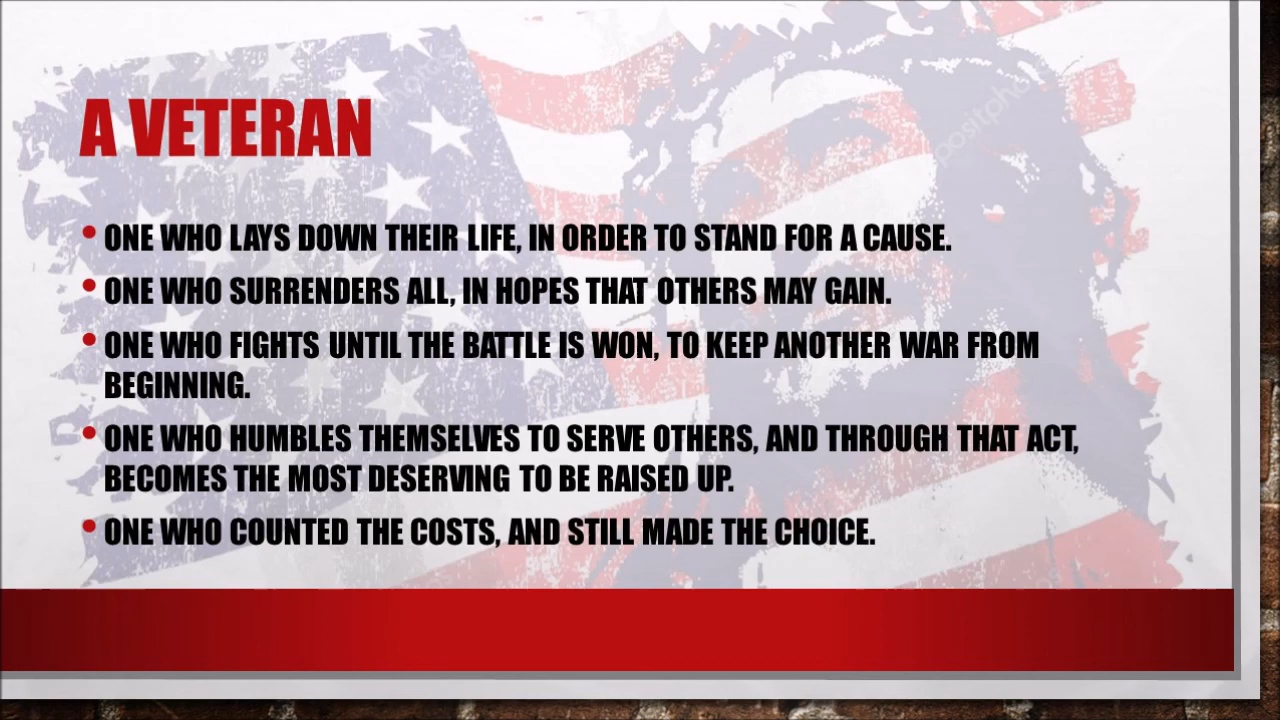 A VETERAN
• ONE WHO LAYS DOWN THEIR LIFE, IN ORDER TO STAND FOR A CAUSE.
• ONE WHO SURRENDERS ALL, IN HOPES THAT OTHERS MAY GAIN.
• ONE WHO FIGHTS UNTIL THE BATTLE IS WON, TO KEEP ANOTHER WAR FROM
BEGINNING.
• ONE WHO HUMBLES THEMSELVES TO SERVE OTHERS, AND THROUGH THAT ACT,
BECOMES THE MOST DESERVING TO BE RAISED UP.
• ONE WHO COUNTED THE COSTS, AND STILL MADE THE CHOICE.